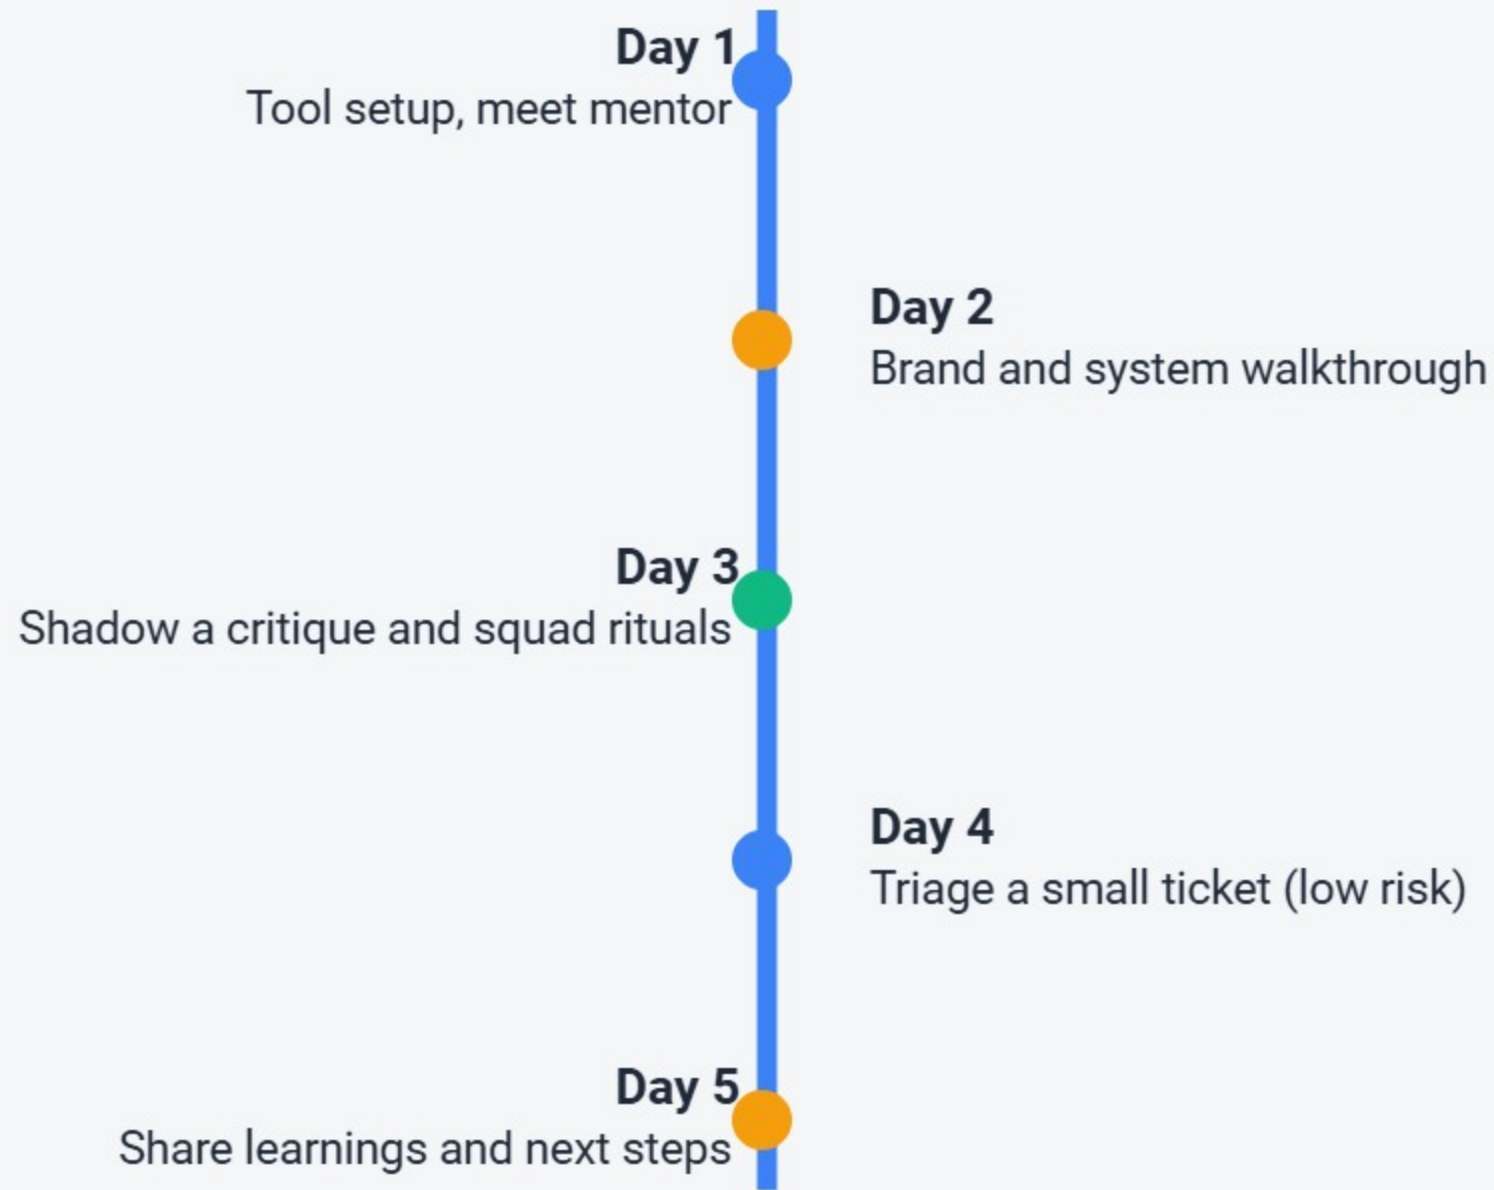 Day 1
Tool setup, meet mentor
Day 2
Brand and system walkthrough
Day 3
Shadow a critique and squad rituals
Day 4
Triage a small ticket (low risk)
Day 5
Share learnings and next steps